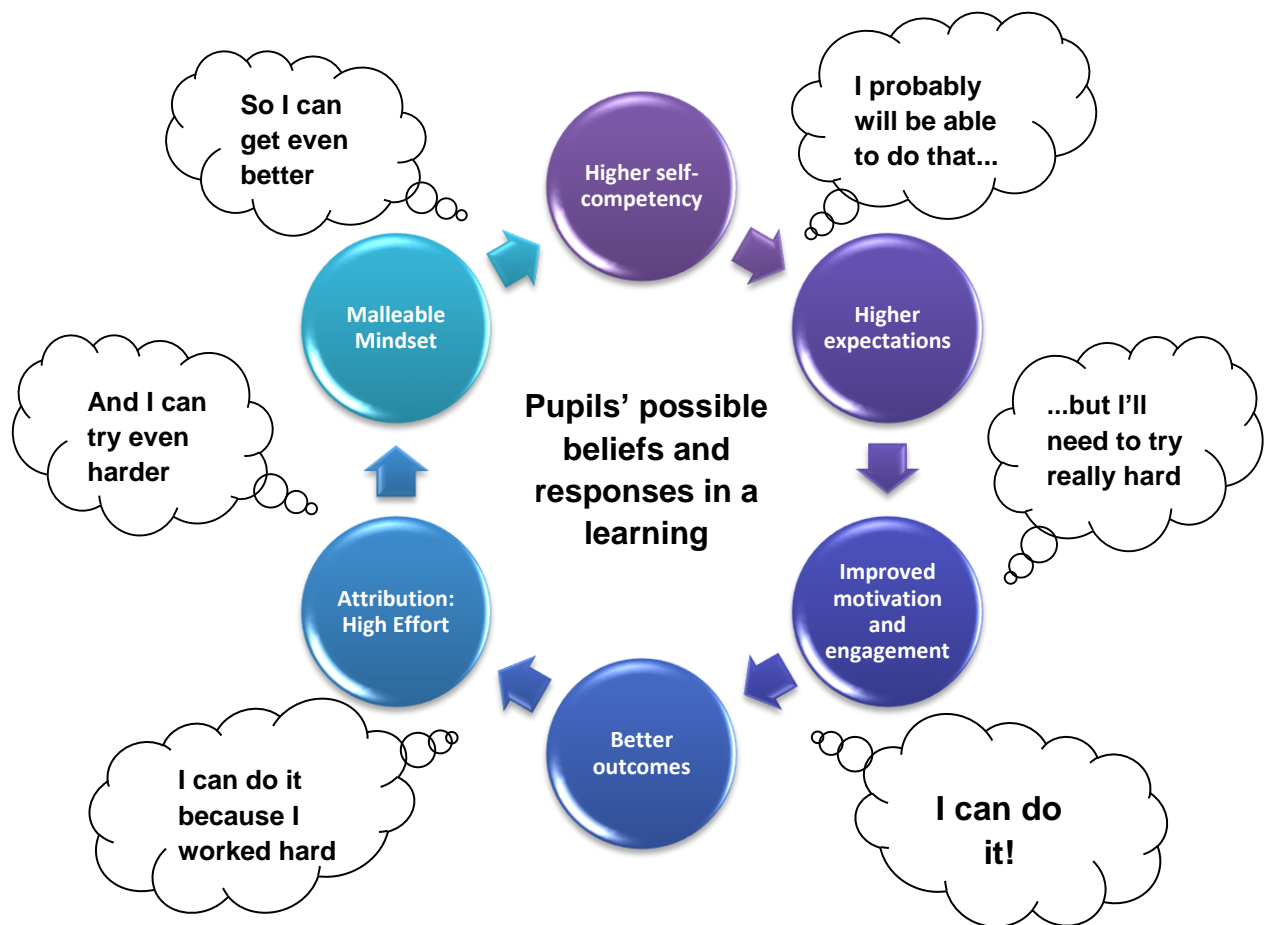 So I can
get even
better
Higher self-
competency
I probably
will be able
to do that...
Malleable
Mindset
Higher
expectations
And I can
try even
harder
Pupils’ possible
beliefs and
responses in a
learning
...but I’ll
need to try
really hard
Attribution:
High Effort
Improved
motivation
and
engagement
I can do it
because I
worked hard
Better
outcomes
I can do
it!